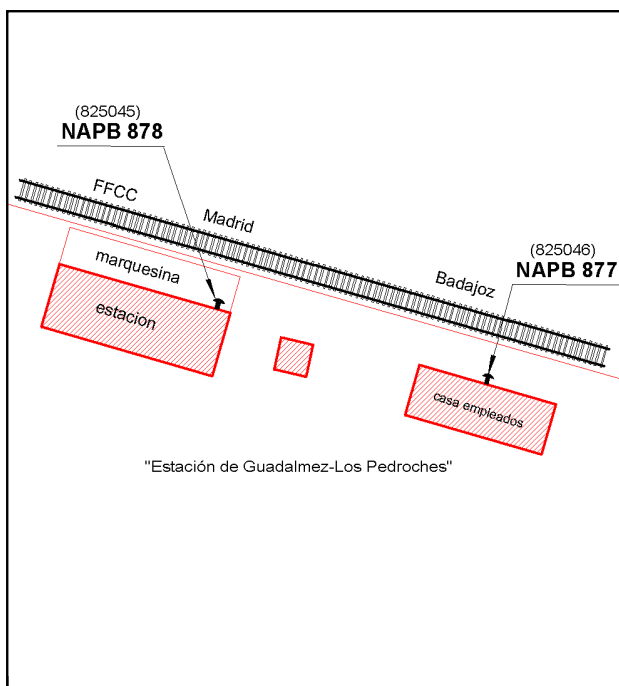 (825045)
NAPB 878
FFCC
Madrid
(825046)
NAPB 877
Badajoz
marquesina
estacion
casa empleados
"Estación de Guadalmez-Los Pedroches"